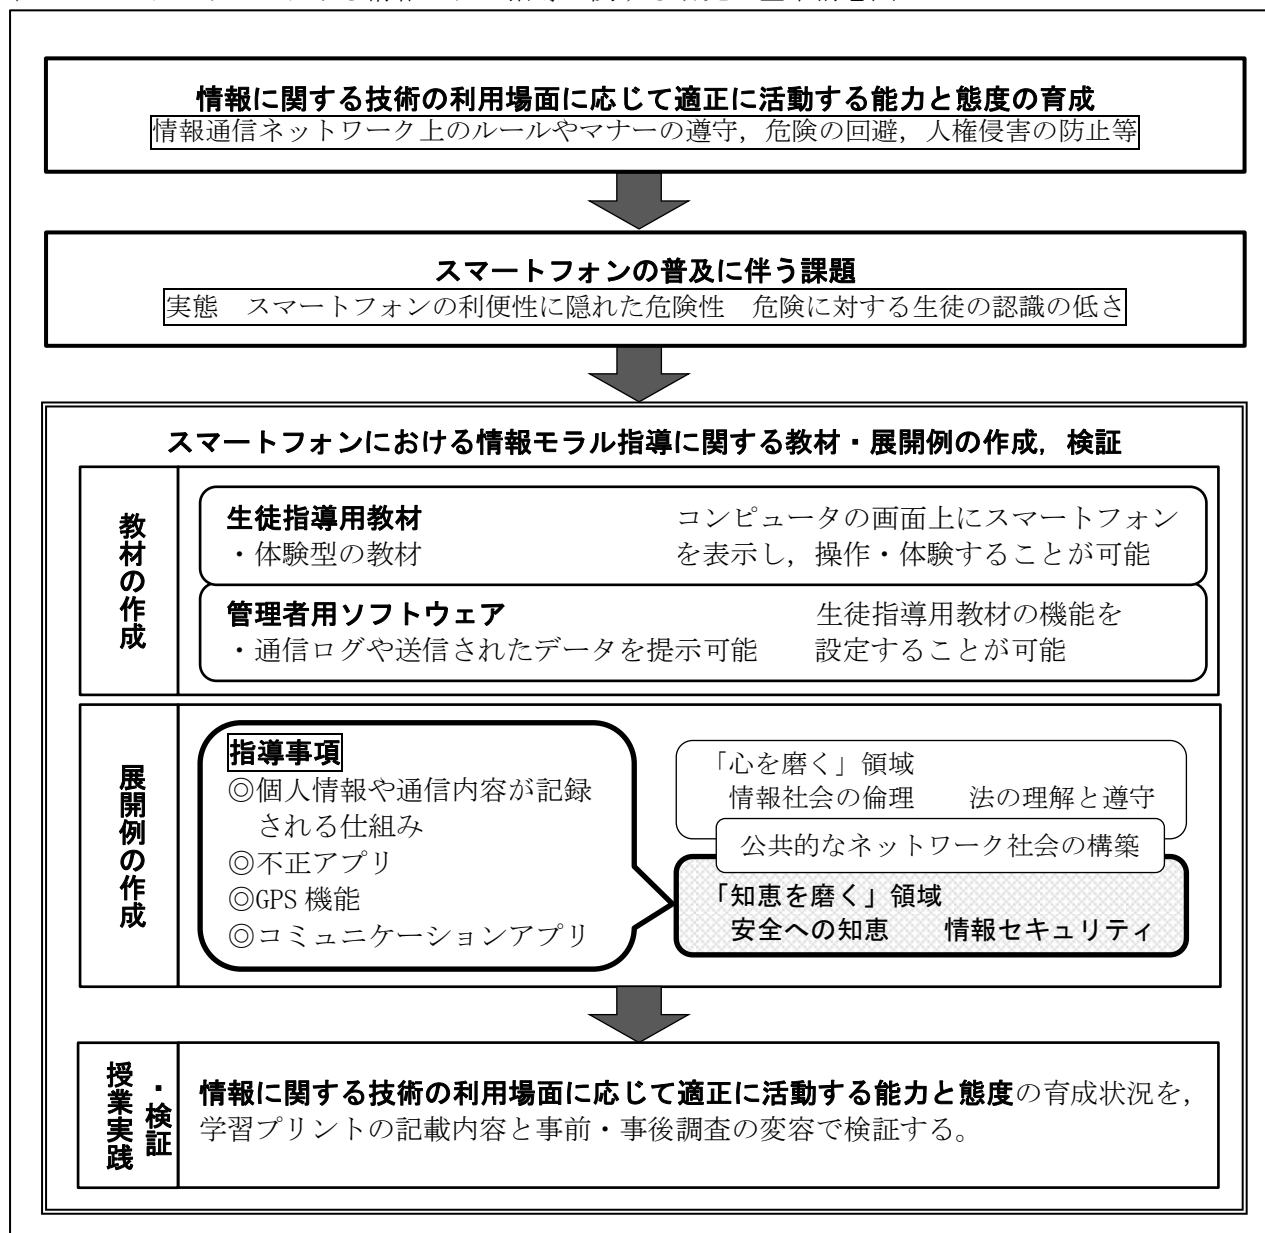 情報に関する技術の利用場面に応じて適正に活動する能力と態度の育成
情報通信ネットワーク上のルールやマナーの遵守，危険の回避，人権侵害の防止等
スマートフォンの普及に伴う課題
実態　スマートフォンの利便性に隠れた危険性　危険に対する生徒の認識の低さ
スマートフォンにおける情報モラル指導に関する教材・展開例の作成，検証
教材の作成
生徒指導用教材
・体験型の教材
コンピュータの画面上にスマートフォン
を表示し，操作・体験することが可能
管理者用ソフトウェア
・通信ログや送信されたデータを提示可能
生徒指導用教材の機能を
設定することが可能
展開例の作成
指導事項
◎個人情報や通信内容が記録
される仕組み
◎不正アプリ
◎GPS 機能
◎コミュニケーションアプリ
「心を磨く」領域
情報社会の倫理　　法の理解と遵守
公共的なネットワーク社会の構築
「知恵を磨く」領域
安全への知恵　　情報セキュリティ
授業実践
・検証
情報に関する技術の利用場面に応じて適正に活動する能力と態度の育成状況を，
学習プリントの記載内容と事前・事後調査の変容で検証する。